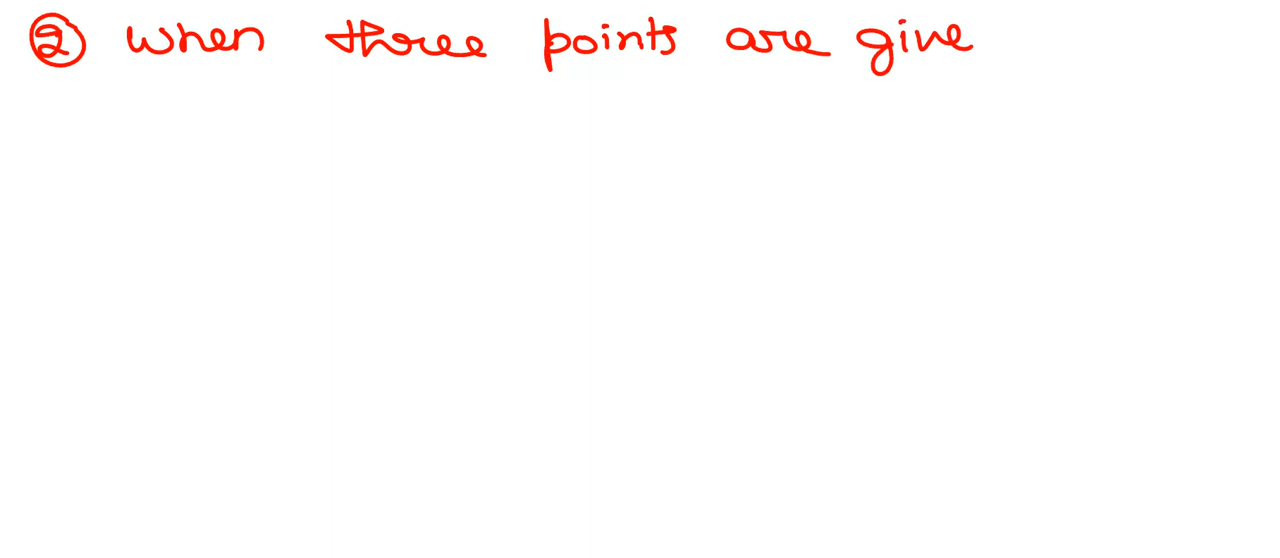 ② when three points are give